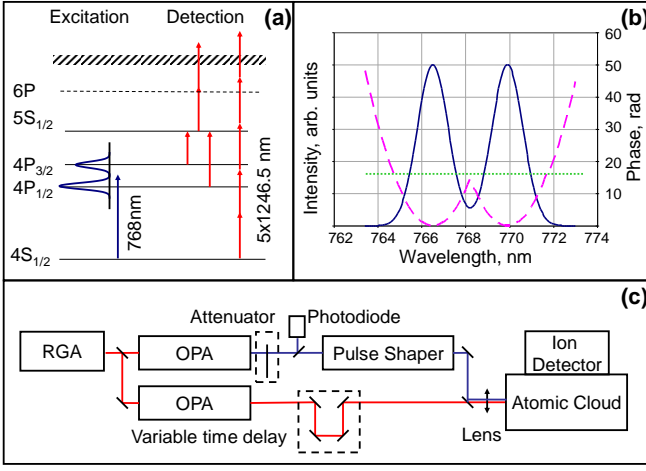 Excitation Detection (a)
6P
5S1/2
4P3/2
4P1/2
4S1/2
768nm
5x1246.5 nm
(b)
Intensity, arb. units
Phase, rad
60
50
40
30
20
10
762 764 766 768 770 772 774
Wavelength, nm
(c)
Attenuator Photodiode
RGA OPA Pulse Shaper Ion Detector
OPA Atomic Cloud
Variable time delay Lens